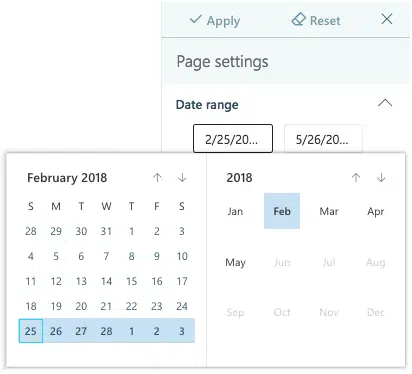 Apply Reset
Page settings
Date range
2/25/20... 5/26/20...
February 2018
S M T W T F S
28 29 30 31 1 2 3
4 5 6 7 8 9 10
11 12 13 14 15 16 17
18 19 20 21 22 23 24
25 26 27 28 1 2 3
2018
Jan Feb Mar Apr
May Jun Jul Aug
Sep Oct Nov Dec